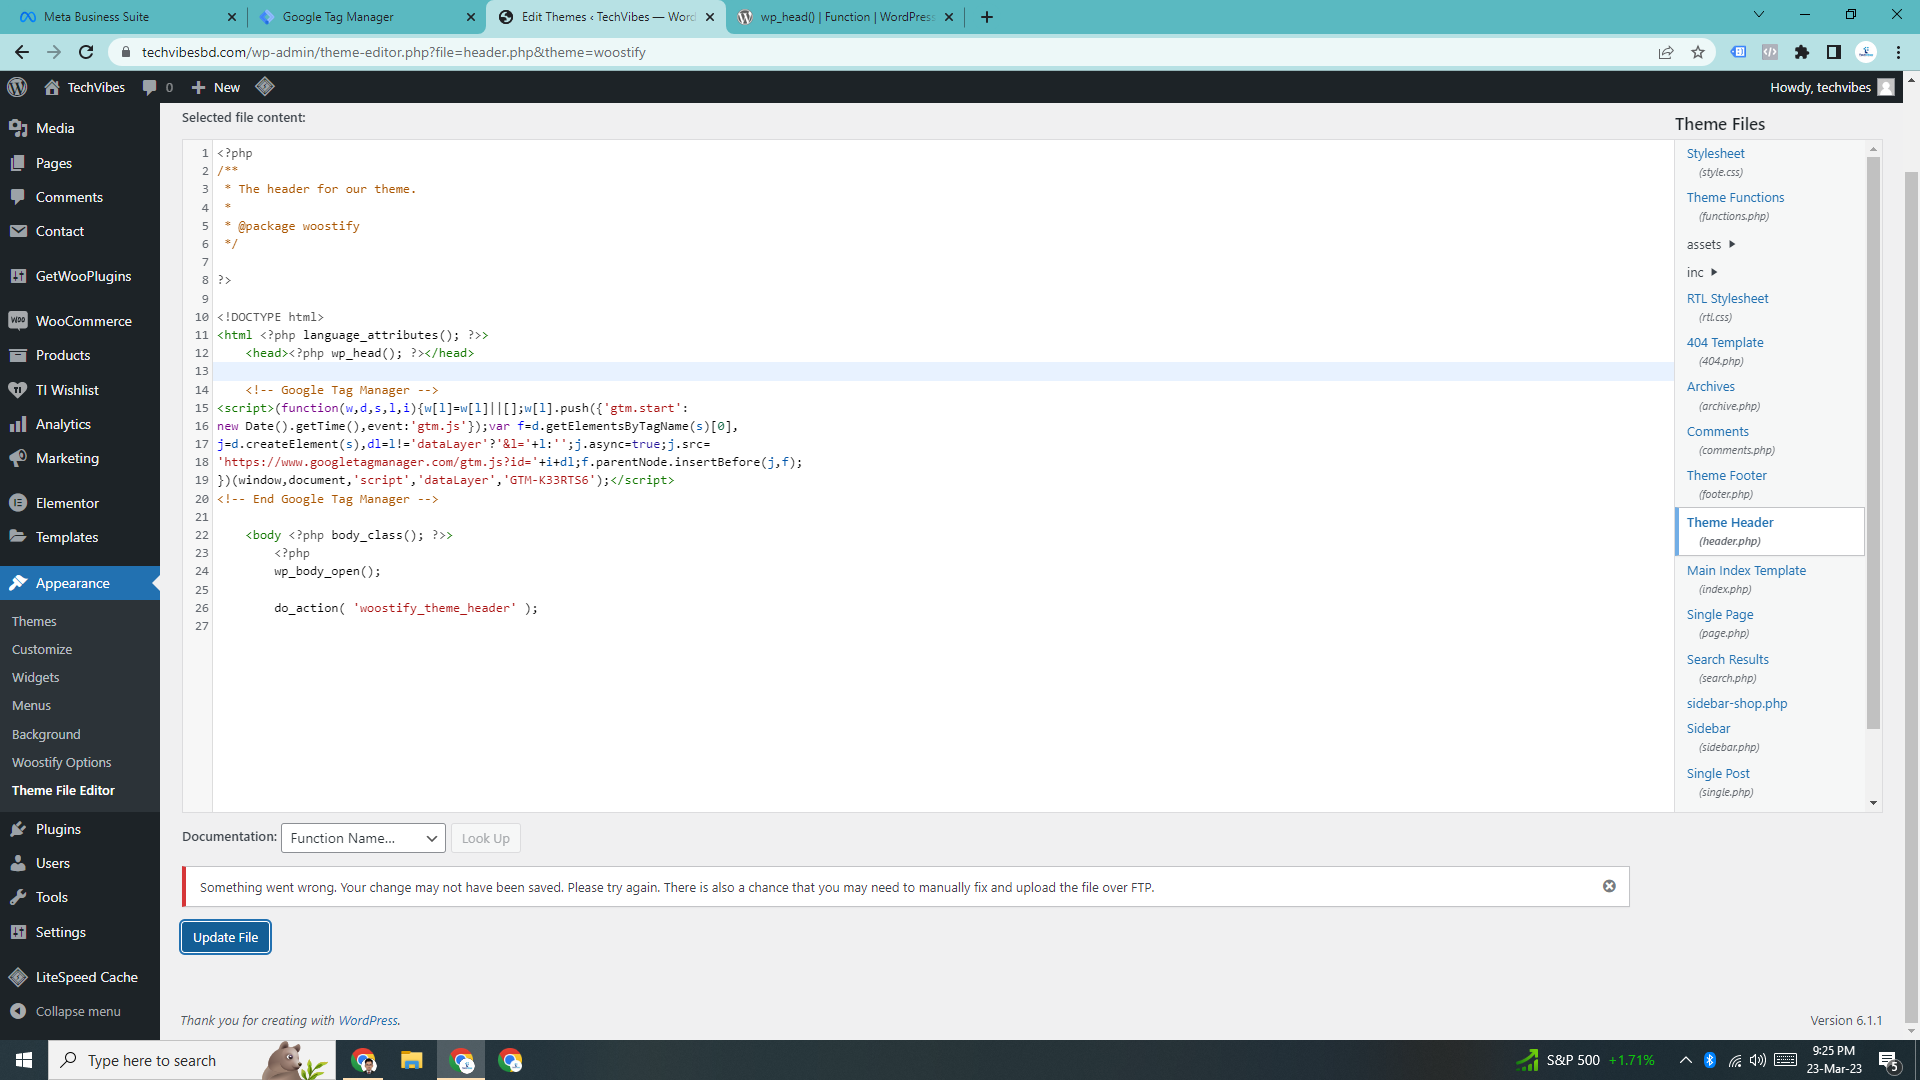 Meta Business Suite
Google Tag Manager
Edit Themes ‹ TechVibes — Word
wp_head() | Function | WordPress
techvibesbd.com/wp-admin/theme-editor.php?file=header.php&theme=woostify
TechVibes
0
New
Howdy, techvibes
Media
Pages
Comments
Contact
GetWooPlugins
WooCommerce
Products
TI Wishlist
Analytics
Marketing
Elementor
Templates
Appearance
Themes
Customize
Widgets
Menus
Background
Woostify Options
Theme File Editor
Plugins
Users
Tools
Settings
LiteSpeed Cache
Collapse menu
Selected file content:
1 <?php
2 /**
3  * The header for our theme.
4  *
5  * @package woostify
6  */
7
8 ?>
9
10 <!DOCTYPE html>
11 <html <?php language_attributes(); ?>>
12     <head><?php wp_head(); ?></head>
13
14     <!-- Google Tag Manager -->
15 <script>(function(w,d,s,l,i){w[l]=w[l]||[];w[l].push({'gtm.start':
16 new Date().getTime(),event:'gtm.js'});var f=d.getElementsByTagName(s)[0],
17 j=d.createElement(s),dl=l!='dataLayer'?'&l='+l:'';j.async=true;j.src=
18 'https://www.googletagmanager.com/gtm.js?id='+i+dl;f.parentNode.insertBefore(j,f);
19 })(window,document,'script','dataLayer','GTM-K33RTS6');</script>
20 <!-- End Google Tag Manager -->
21
22     <body <?php body_class(); ?>>
23         <?php
24         wp_body_open();
25
26         do_action( 'woostify_theme_header' );
27
Theme Files
Stylesheet
(style.css)
Theme Functions
(functions.php)
assets
inc
RTL Stylesheet
(rtl.css)
404 Template
(404.php)
Archives
(archive.php)
Comments
(comments.php)
Theme Footer
(footer.php)
Theme Header
(header.php)
Main Index Template
(index.php)
Single Page
(page.php)
Search Results
(search.php)
sidebar-shop.php
Sidebar
(sidebar.php)
Single Post
(single.php)
Documentation: Function Name... Look Up
Something went wrong. Your change may not have been saved. Please try again. There is also a chance that you may need to manually fix and upload the file over FTP.
Update File
Thank you for creating with WordPress.
Version 6.1.1
Type here to search
S&P 500 +1.71%
9:25 PM
23-Mar-23
5